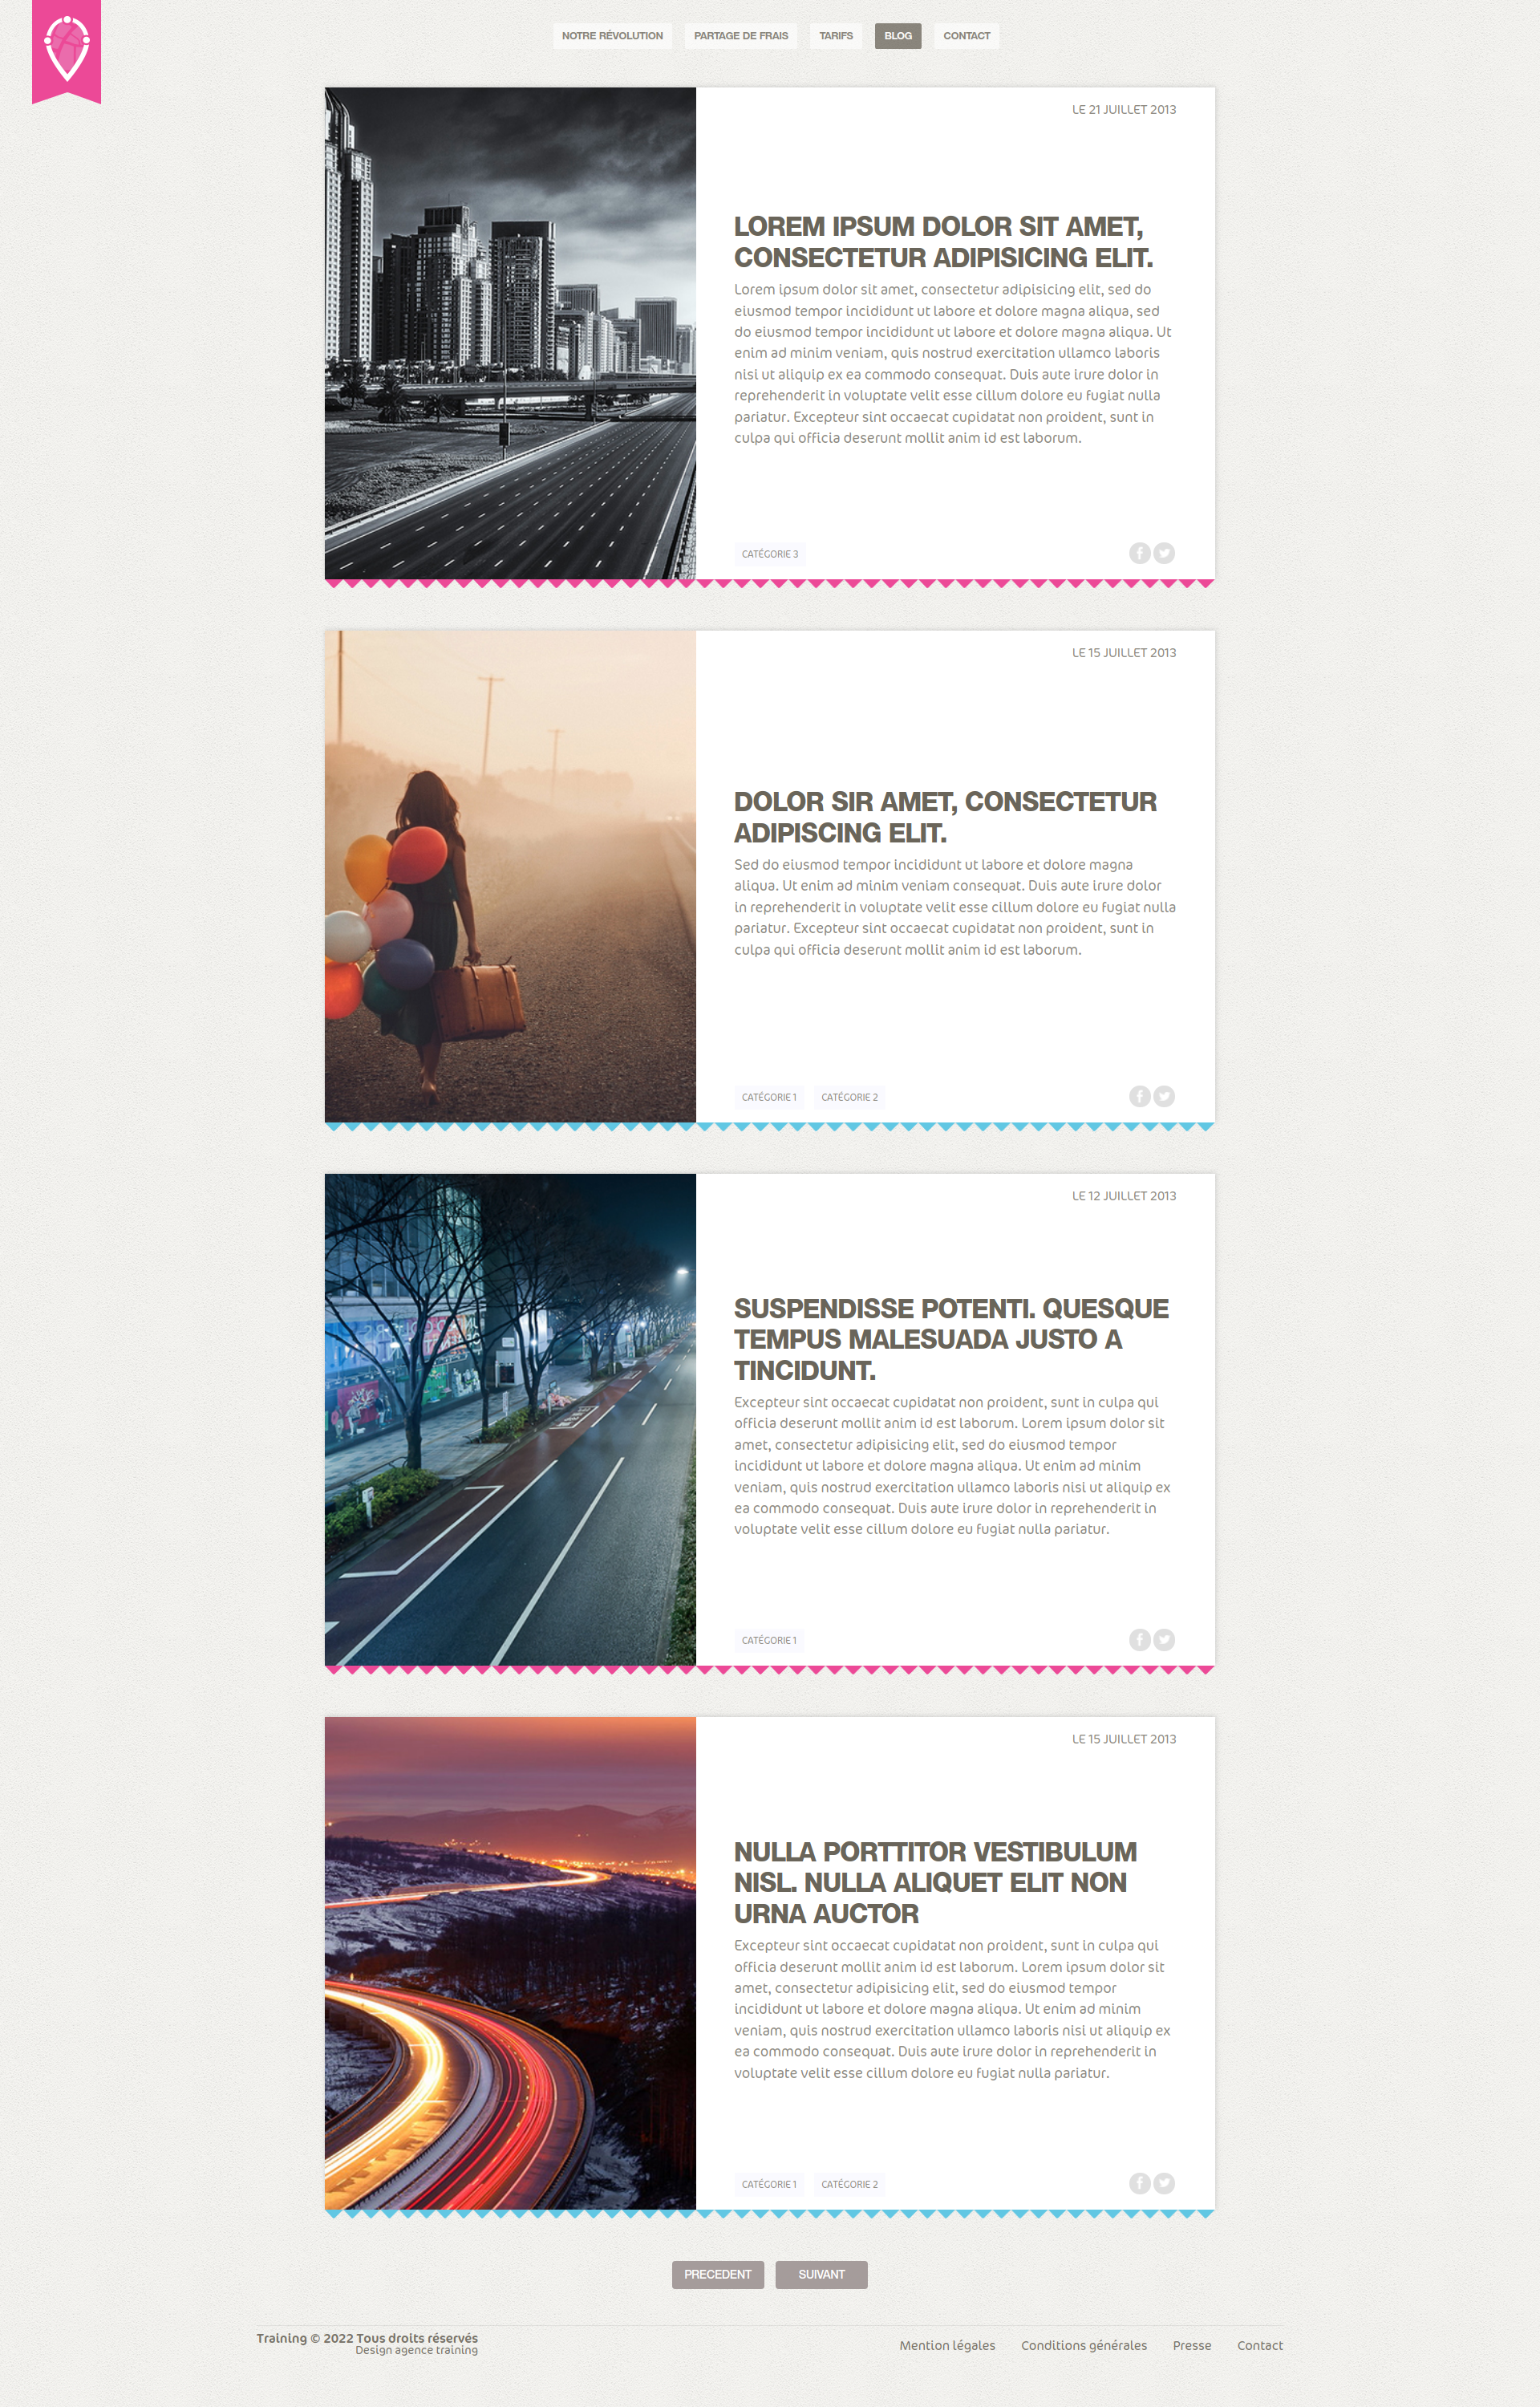 NOTRE RÉVOLUTION PARTAGE DE FRAIS TARIFS BLOG CONTACT
LE 21 JUILLET 2013
LOREM IPSUM DOLOR SIT AMET,
CONSECTETUR ADIPISICING ELIT.
Lorem ipsum dolor sit amet, consectetur adipisicing elit, sed do
eiusmod tempor incididunt ut labore et dolore magna aliqua, sed
do eiusmod tempor incididunt ut labore et dolore magna aliqua. Ut
enim ad minim veniam, quis nostrud exercitation ullamco laboris
nisi ut aliquip ex ea commodo consequat. Duis aute irure dolor in
reprehenderit in voluptate velit esse cillum dolore eu fugiat nulla
pariatur. Excepteur sint occaecat cupidatat non proident, sunt in
culpa qui officia deserunt mollit anim id est laborum.
CATÉGORIE 3
LE 15 JUILLET 2013
DOLOR SIR AMET, CONSECTETUR
ADIPISCING ELIT.
Sed do eiusmod tempor incididunt ut labore et dolore magna
aliqua. Ut enim ad minim veniam consequat. Duis aute irure dolor
in reprehenderit in voluptate velit esse cillum dolore eu fugiat nulla
pariatur. Excepteur sint occaecat cupidatat non proident, sunt in
culpa qui officia deserunt mollit anim id est laborum.
CATÉGORIE 1 CATÉGORIE 2
LE 12 JUILLET 2013
SUSPENDISSE POTENTI. QUESQUE
TEMPUS MALESUADA JUSTO A
TINCIDUNT.
Excepteur sint occaecat cupidatat non proident, sunt in culpa qui
officia deserunt mollit anim id est laborum. Lorem ipsum dolor sit
amet, consectetur adipisicing elit, sed do eiusmod tempor
incididunt ut labore et dolore magna aliqua. Ut enim ad minim
veniam, quis nostrud exercitation ullamco laboris nisi ut aliquip ex
ea commodo consequat. Duis aute irure dolor in reprehenderit in
voluptate velit esse cillum dolore eu fugiat nulla pariatur.
CATÉGORIE 1
LE 15 JUILLET 2013
NULLA PORTTITOR VESTIBULUM
NISL. NULLA ALIQUET ELIT NON
URNA AUCTOR
Excepteur sint occaecat cupidatat non proident, sunt in culpa qui
officia deserunt mollit anim id est laborum. Lorem ipsum dolor sit
amet, consectetur adipisicing elit, sed do eiusmod tempor
incididunt ut labore et dolore magna aliqua. Ut enim ad minim
veniam, quis nostrud exercitation ullamco laboris nisi ut aliquip ex
ea commodo consequat. Duis aute irure dolor in reprehenderit in
voluptate velit esse cillum dolore eu fugiat nulla pariatur.
CATÉGORIE 1 CATÉGORIE 2
PRECEDENT SUIVANT
Training © 2022 Tous droits réservés
Design agence training
Mention légales Conditions générales Presse Contact